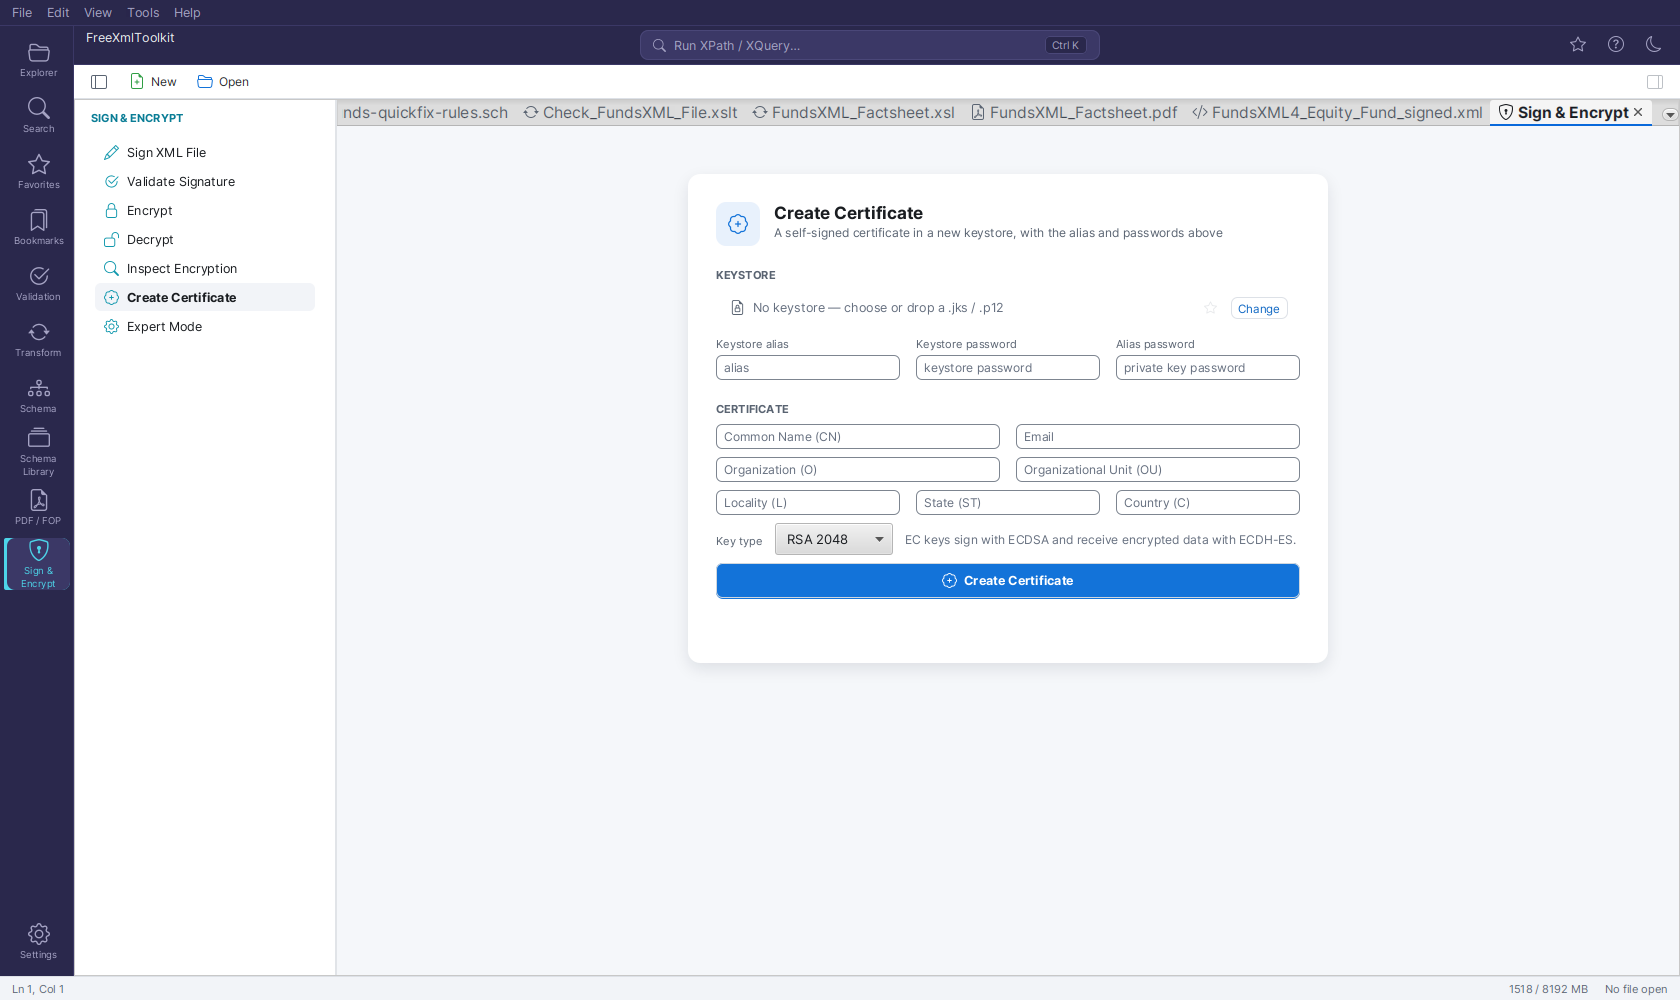 File Edit View Tools Help
FreeXmlToolkit
Run XPath / XQuery... Ctrl K
New Open
Explorer
Search
Favorites
Bookmarks
Validation
Transform
Schema
Schema
Library
PDF / FOP
Sign &
Encrypt
Settings
SIGN & ENCRYPT
Sign XML File
Validate Signature
Encrypt
Decrypt
Inspect Encryption
Create Certificate
Expert Mode
nds-quickfix-rules.sch Check_FundsXML_File.xslt FundsXML_Factsheet.xsl FundsXML_Factsheet.pdf FundsXML4_Equity_Fund_signed.xml Sign & Encrypt
Create Certificate
A self-signed certificate in a new keystore, with the alias and passwords above
KEYSTORE
No keystore — choose or drop a .jks / .p12 Change
Keystore alias Keystore password Alias password
alias keystore password private key password
CERTIFICATE
Common Name (CN) Email
Organization (O) Organizational Unit (OU)
Locality (L) State (ST) Country (C)
Key type RSA 2048 EC keys sign with ECDSA and receive encrypted data with ECDH-ES.
Create Certificate
Ln 1, Col 1 1518 / 8192 MB No file open